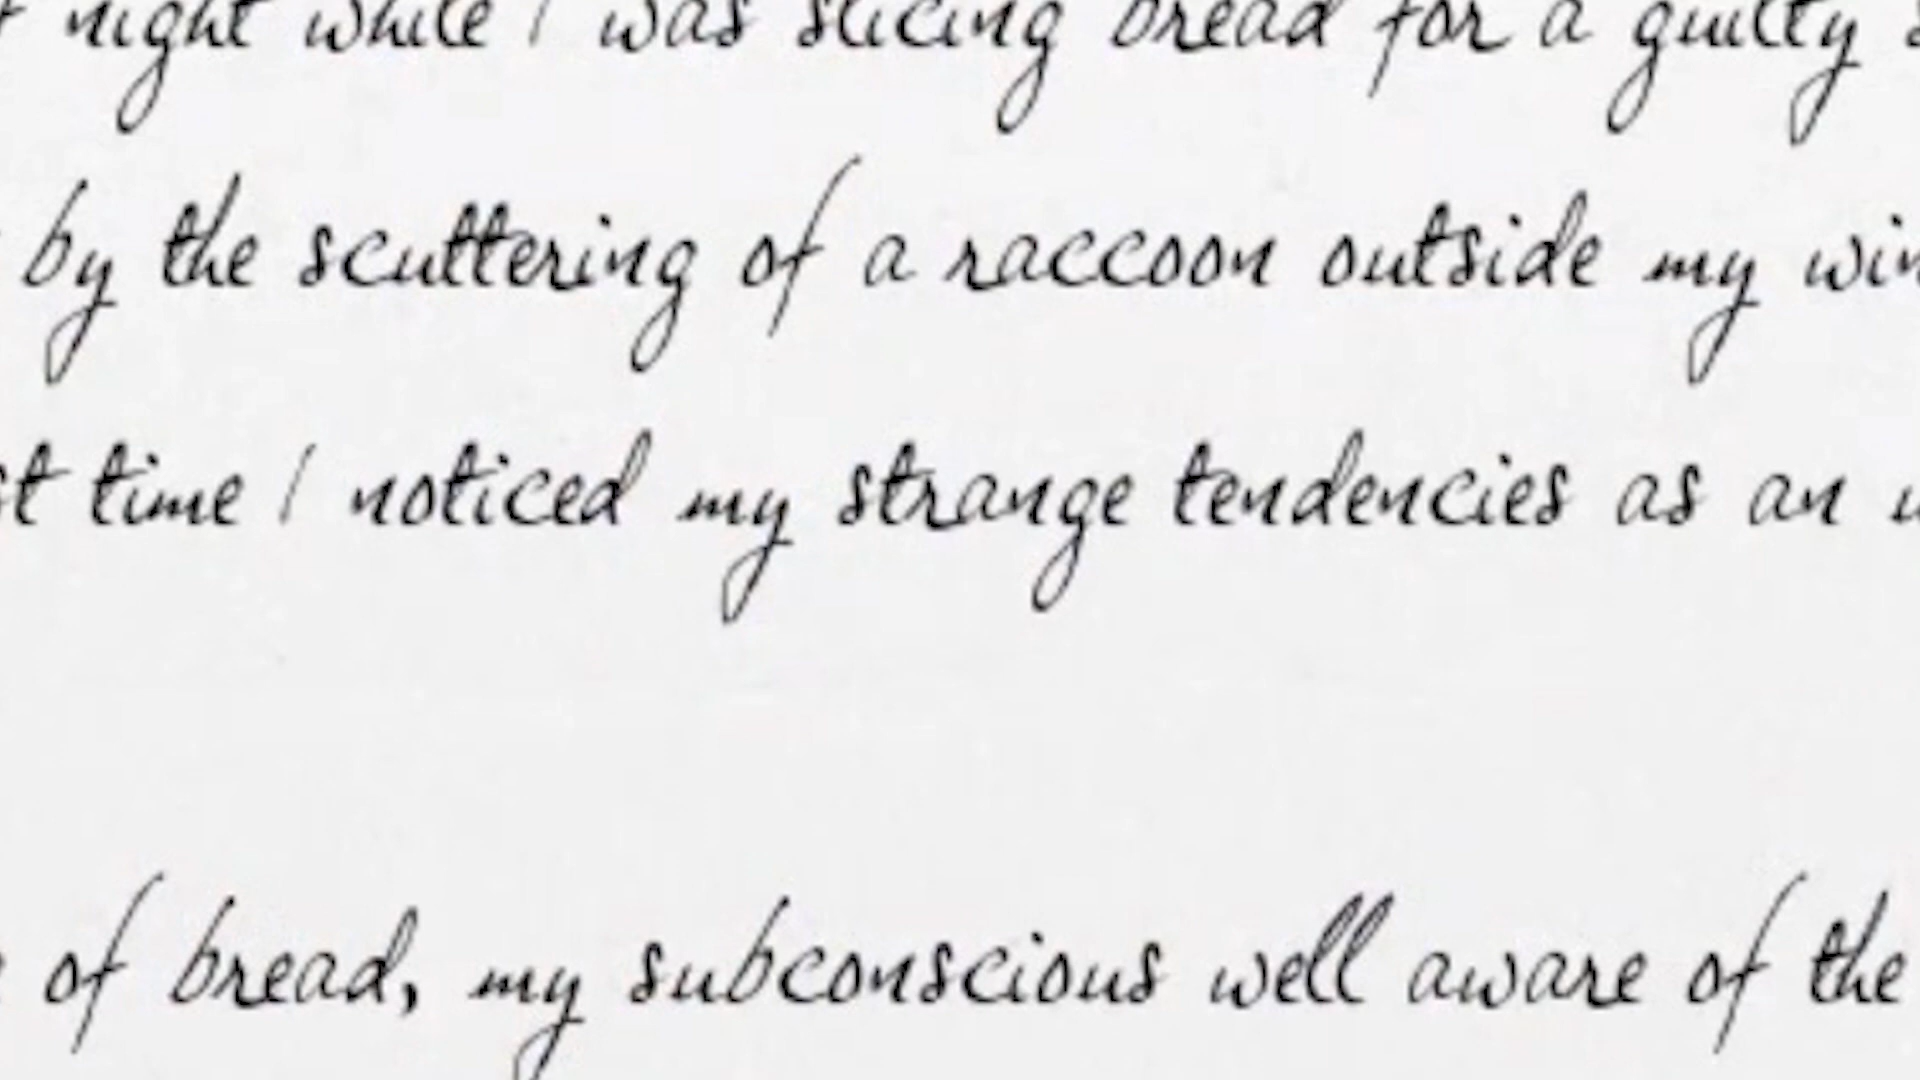 night while I was slicing bread for a guilty
by the scuttering of a raccoon outside my
time I noticed my strange tendencies as an
of bread, my subconscious well aware of the